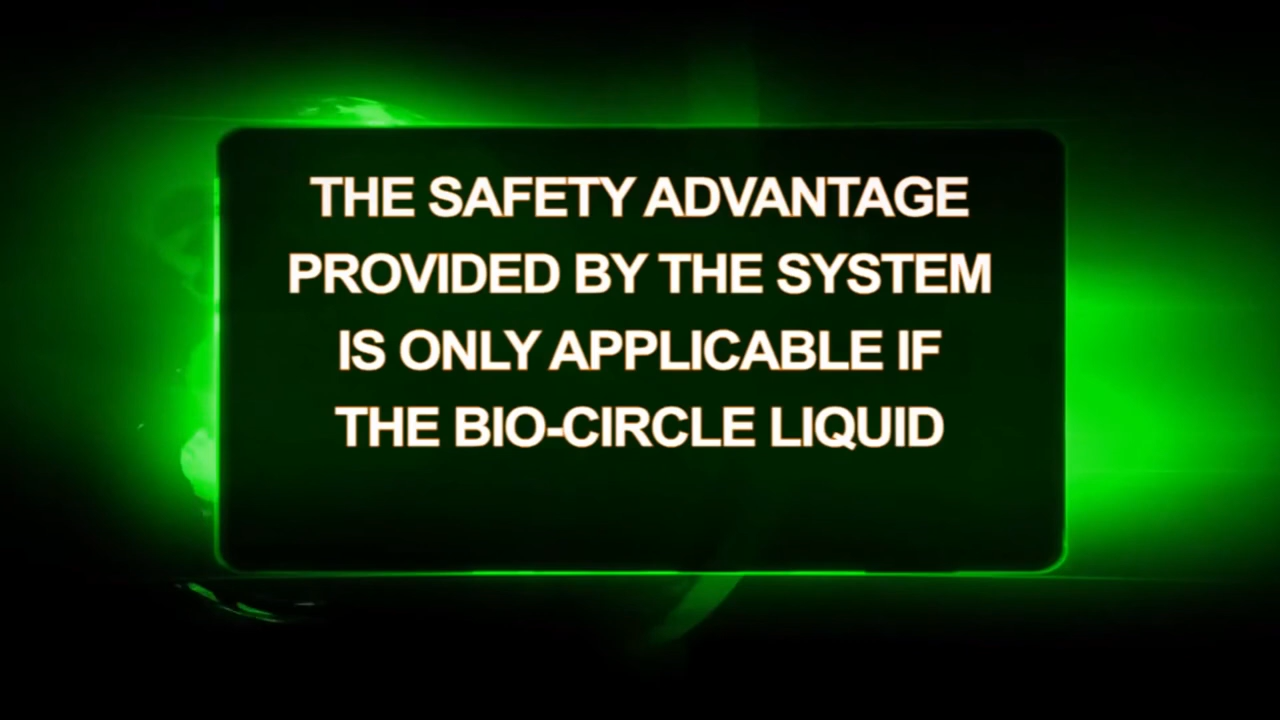 THE SAFETY ADVANTAGE
PROVIDED BY THE SYSTEM
IS ONLY APPLICABLE IF
THE BIO-CIRCLE LIQUID